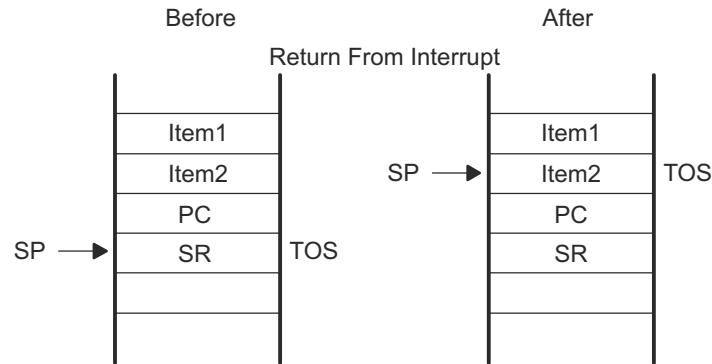 Before After
Return From Interrupt
Item1 Item1
Item2 SP Item2 TOS
PC PC
SP SR TOS SR